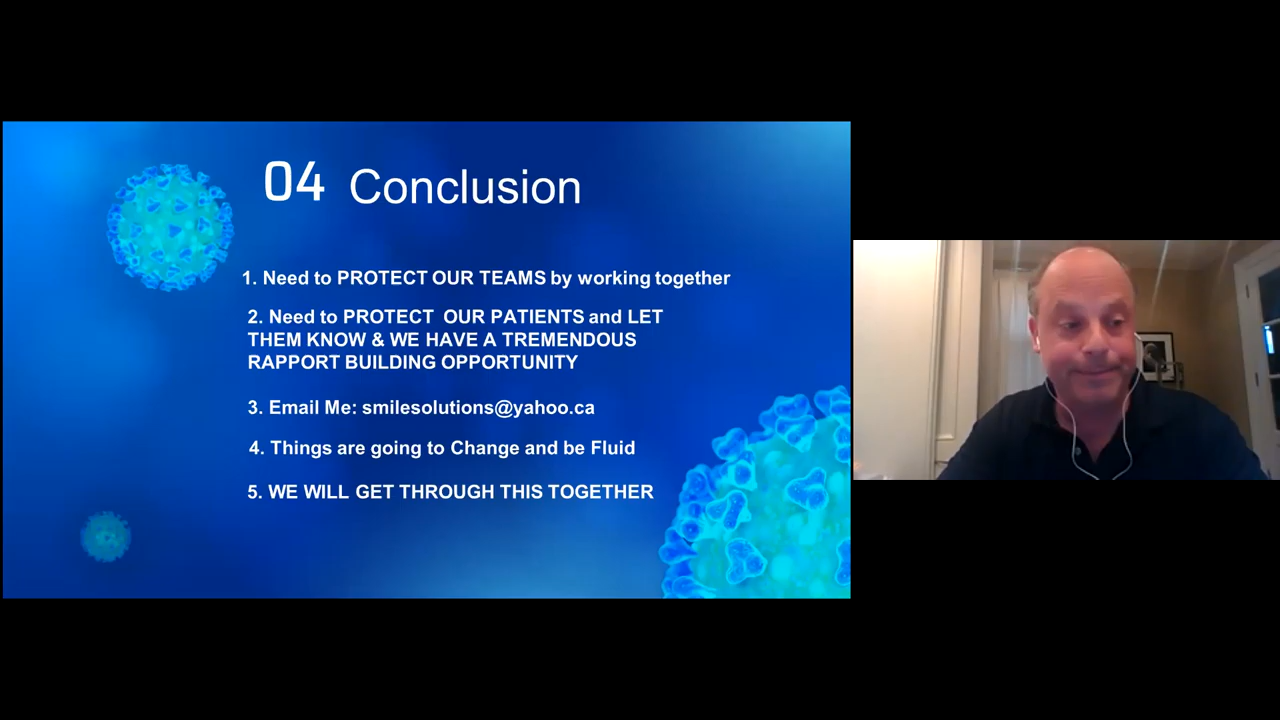 04 Conclusion
1. Need to PROTECT OUR TEAMS by working together
2. Need to PROTECT OUR PATIENTS and LET
THEM KNOW & WE HAVE A TREMENDOUS
RAPPORT BUILDING OPPORTUNITY
3. Email Me: smilesolutions@yahoo.ca
4. Things are going to Change and be Fluid
5. WE WILL GET THROUGH THIS TOGETHER